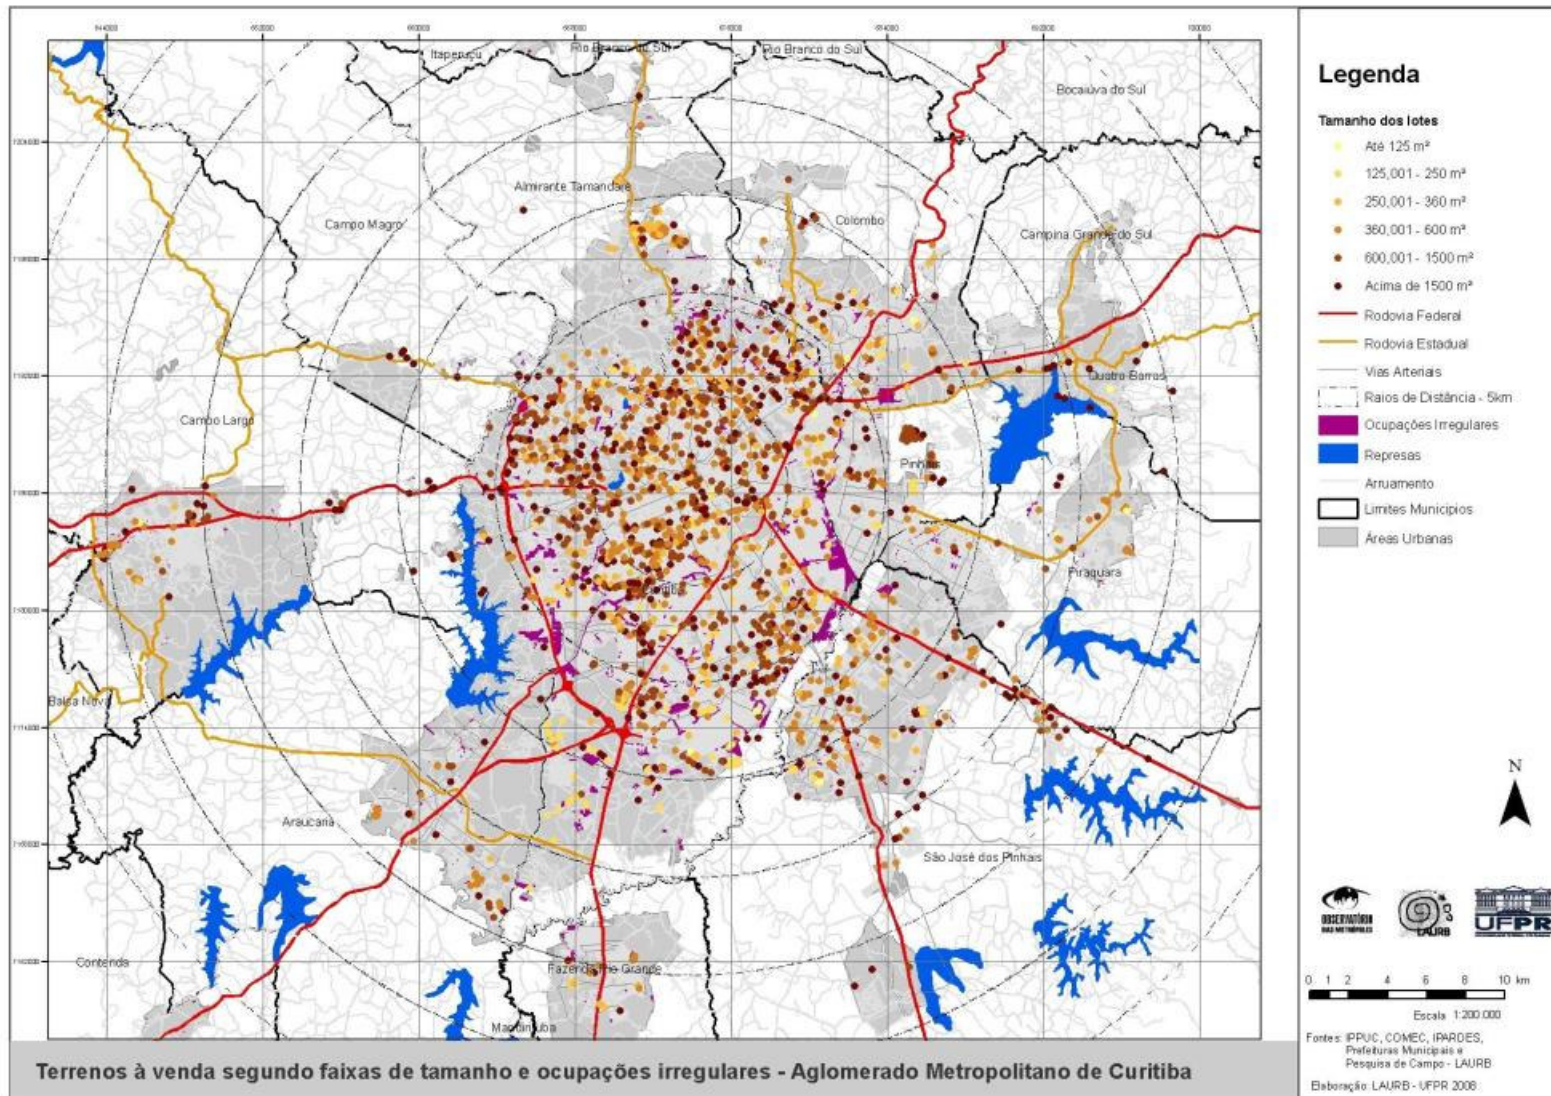 Itaperuçu
Rio Branco do Sul
Rio Branco do Sul
Bocaiúva do Sul
Almirante Tamandaré
Campo Magro
Colombo
Campina Grande do Sul
Quatro Barras
Campo Largo
Pinhais
Piraquara
Curitiba
Balsa Nova
Araucária
São José dos Pinhais
Contenda
Fazenda Rio Grande
Mandirituba
Terrenos à venda segundo faixas de tamanho e ocupações irregulares - Aglomerado Metropolitano de Curitiba
Legenda
Tamanho dos lotes
Até 125 m²
125,001 - 250 m²
250,001 - 360 m²
360,001 - 600 m²
600,001 - 1500 m²
Acima de 1500 m²
Rodovia Federal
Rodovia Estadual
Vias Arteriais
Raios de Distância - 5km
Ocupações Irregulares
Represas
Arruamento
Limites Municípios
Áreas Urbanas
N
OBSERVATÓRIO
DAS METRÓPOLES
LAURB
UFPR
0 1 2 4 6 8 10 km
Escala 1:200.000
Fontes: IPPUC, COMEC, IPARDES,
Prefeituras Municipais e
Pesquisa de Campo - LAURB
Elaboração: LAURB - UFPR 2008